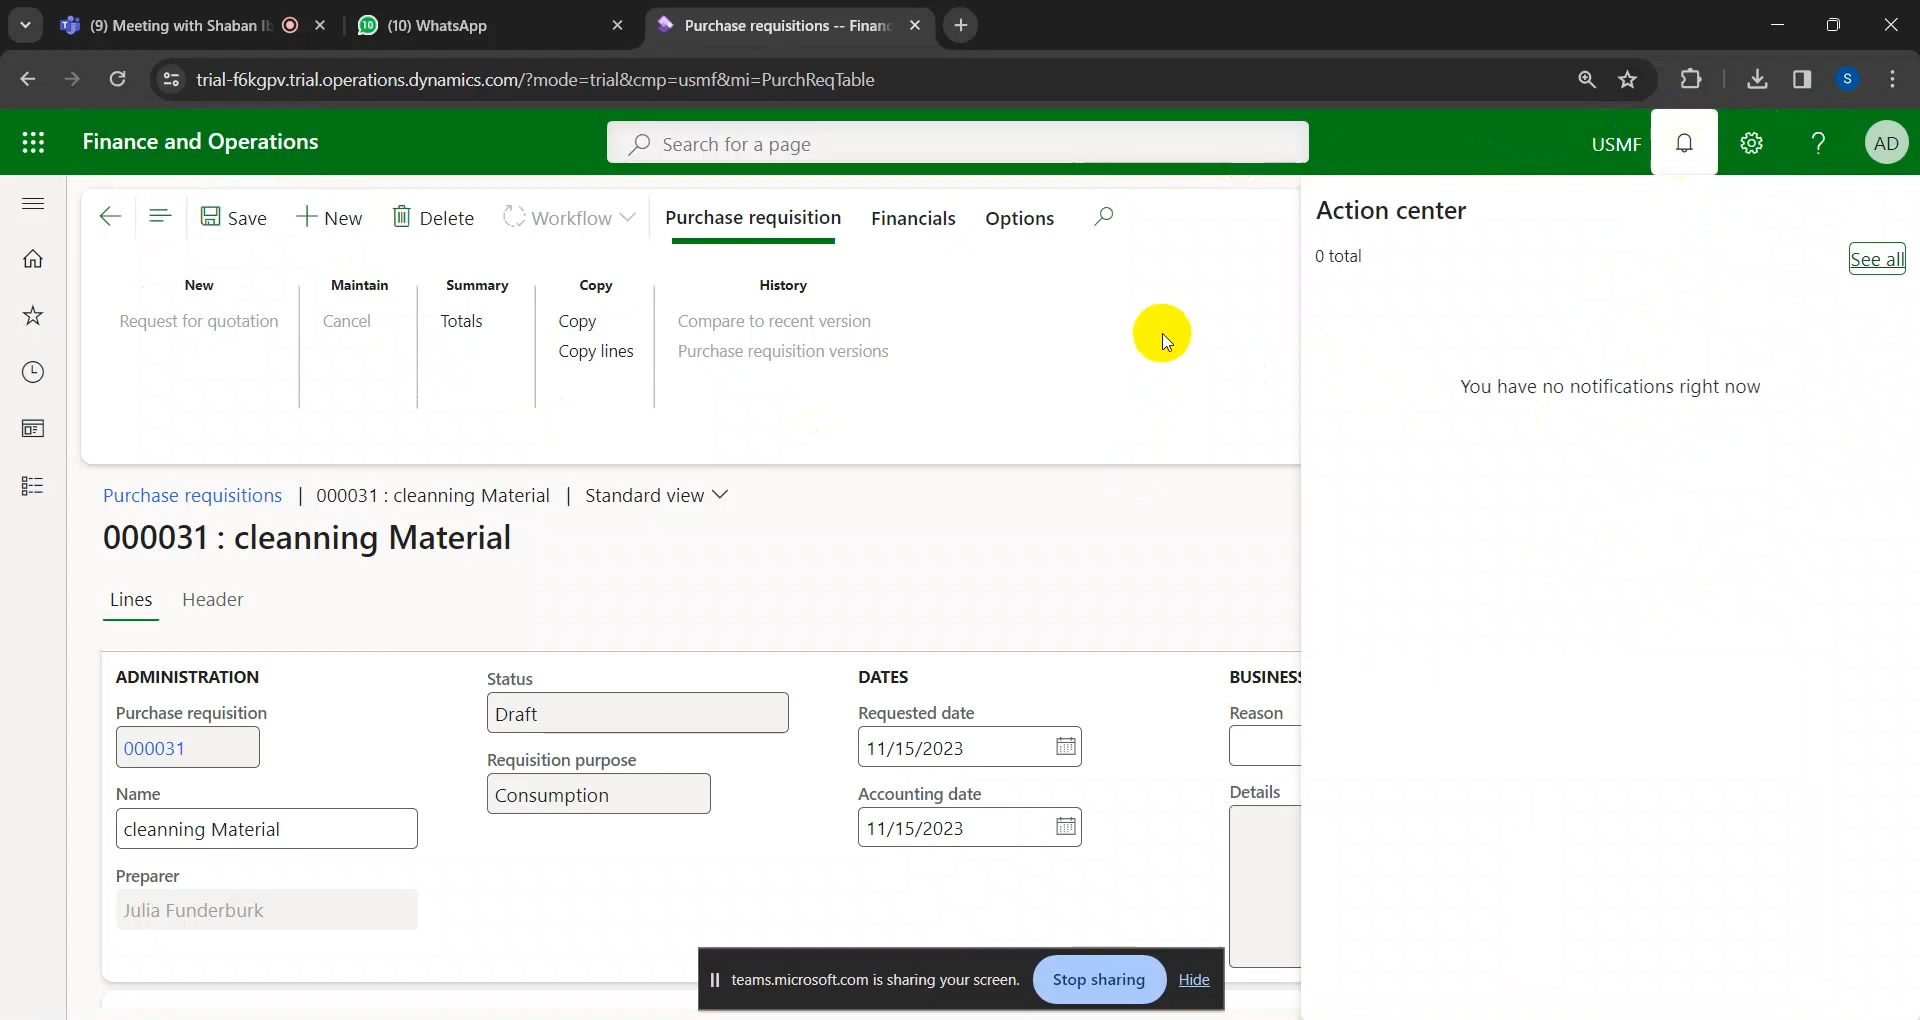 (9) Meeting with Shaban Ib
(10) WhatsApp
Purchase requisitions -- Financ
trial-f6kgpv.trial.operations.dynamics.com/?mode=trial&cmp=usmf&mi=PurchReqTable
S
Finance and Operations
Search for a page
USMF
AD
Save
New
Delete
Workflow
Purchase requisition
Financials
Options
New
Request for quotation
Maintain
Cancel
Summary
Totals
Copy
Copy
Copy lines
History
Compare to recent version
Purchase requisition versions
Action center
0 total
See all
You have no notifications right now
Purchase requisitions | 000031 : cleanning Material | Standard view
000031 : cleanning Material
Lines Header
ADMINISTRATION
Purchase requisition
000031
Name
cleanning Material
Preparer
Julia Funderburk
Status
Draft
Requisition purpose
Consumption
DATES
Requested date
11/15/2023
Accounting date
11/15/2023
BUSINESS
Reason
Details
teams.microsoft.com is sharing your screen.
Stop sharing
Hide